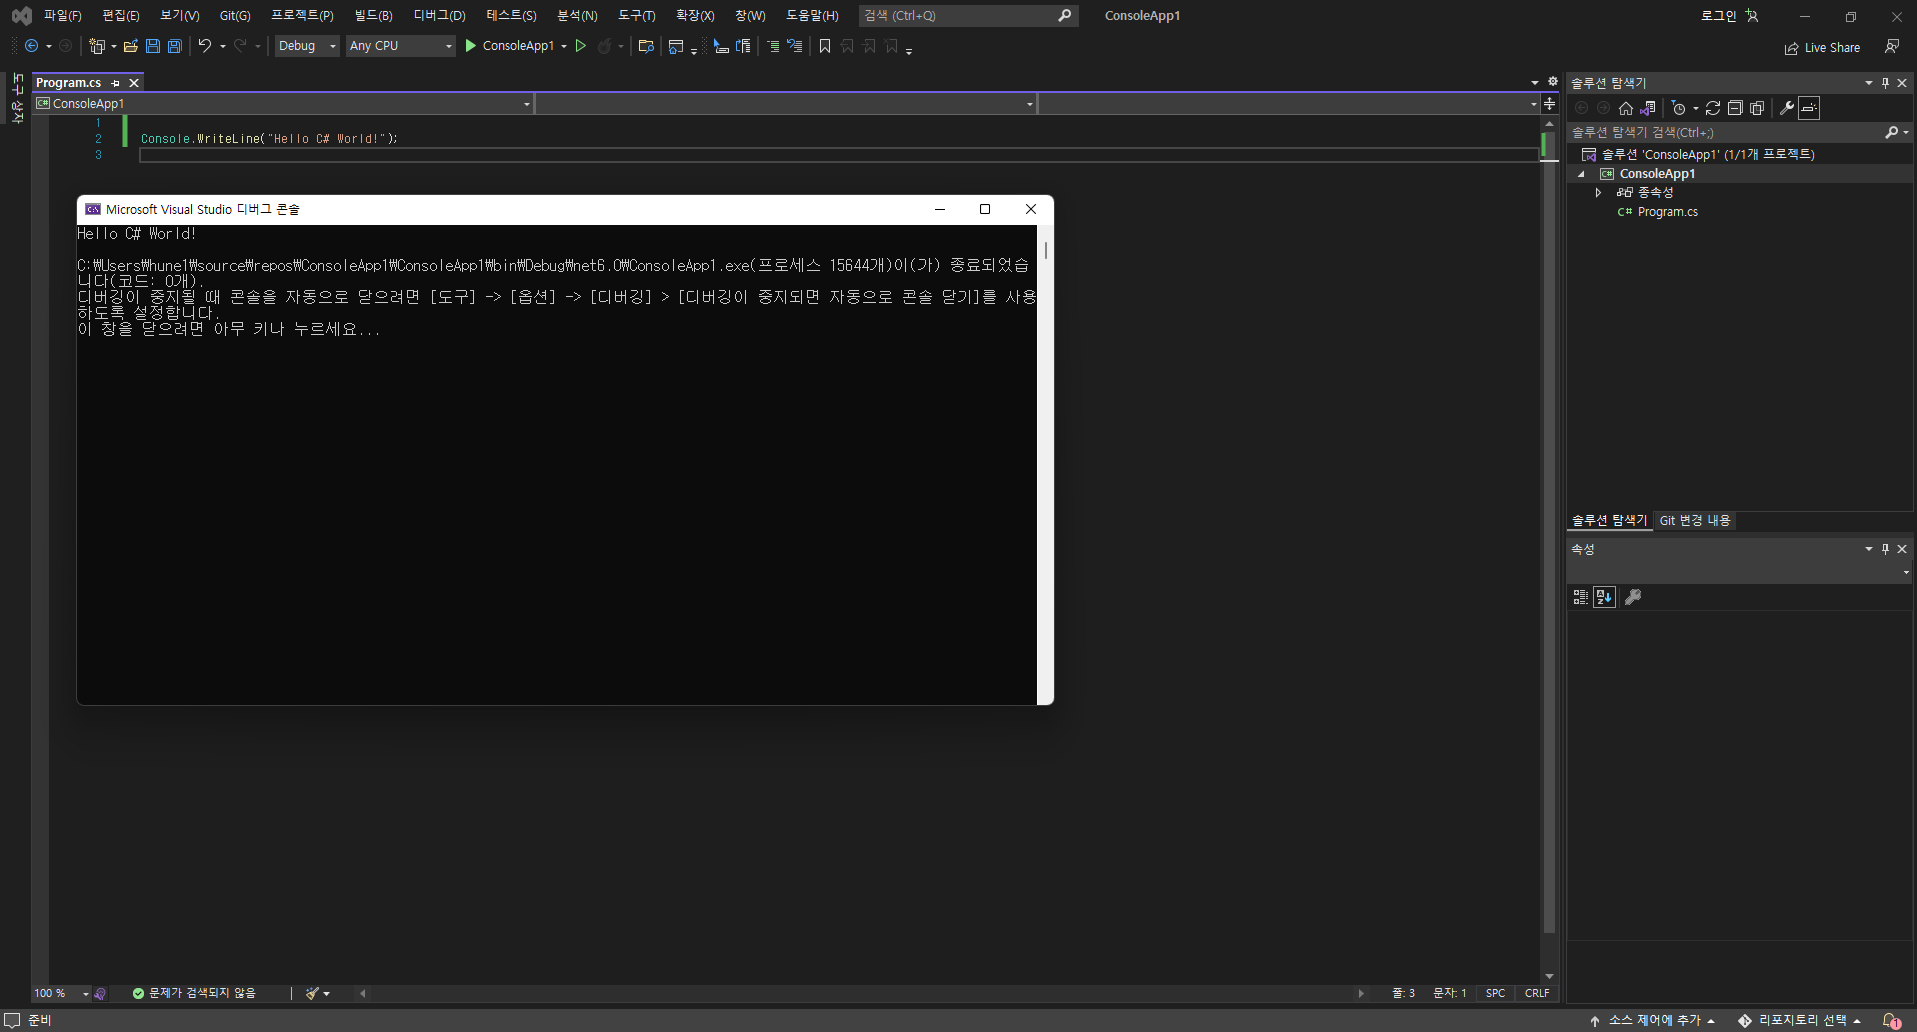 파일(F) 편집(E) 보기(V) Git(G) 프로젝트(P) 빌드(B) 디버그(D) 테스트(S) 분석(N) 도구(T) 확장(X) 창(W) 도움말(H) 검색 (Ctrl+Q) ConsoleApp1 로그인
Debug Any CPU ConsoleApp1 Live Share
도구 상자
Program.cs
ConsoleApp1
1
2 Console.WriteLine("Hello C# World!");
3
Microsoft Visual Studio 디버그 콘솔
Hello C# World!
C:₩Users₩hune1₩source₩repos₩ConsoleApp1₩ConsoleApp1₩bin₩Debug₩net6.0₩ConsoleApp1.exe(프로세스 15644개)이(가) 종료되었습
니다(코드: 0개).
디버깅이 중지될 때 콘솔을 자동으로 닫으려면 [도구] -> [옵션] -> [디버깅] > [디버깅이 중지되면 자동으로 콘솔 닫기]를 사용
하도록 설정합니다.
이 창을 닫으려면 아무 키나 누르세요...
솔루션 탐색기
솔루션 탐색기 검색(Ctrl+;)
솔루션 'ConsoleApp1' (1/1개 프로젝트)
C# ConsoleApp1
종속성
C# Program.cs
솔루션 탐색기 Git 변경 내용
속성
100 % 문제가 검색되지 않음 줄: 3 문자: 1 SPC CRLF
준비 소스 제어에 추가 리포지토리 선택 1